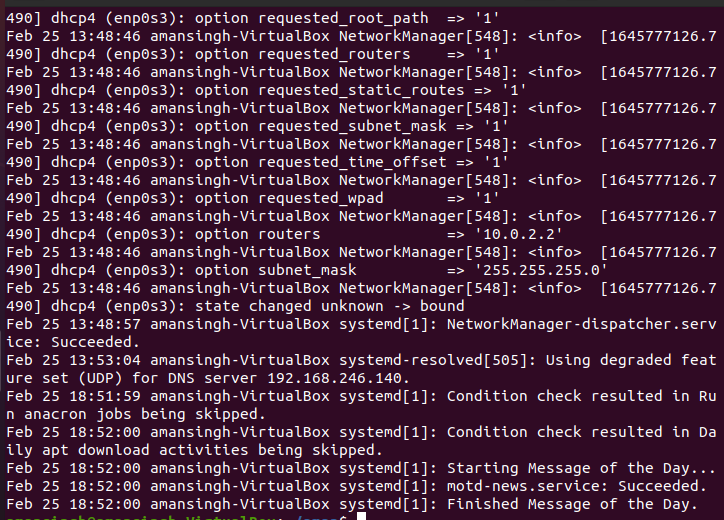 490] dhcp4 (enp0s3): option requested_root_path  => '1'
Feb 25 13:48:46 amansingh-VirtualBox NetworkManager[548]: <info>  [1645777126.7
490] dhcp4 (enp0s3): option requested_routers    => '1'
Feb 25 13:48:46 amansingh-VirtualBox NetworkManager[548]: <info>  [1645777126.7
490] dhcp4 (enp0s3): option requested_static_routes => '1'
Feb 25 13:48:46 amansingh-VirtualBox NetworkManager[548]: <info>  [1645777126.7
490] dhcp4 (enp0s3): option requested_subnet_mask => '1'
Feb 25 13:48:46 amansingh-VirtualBox NetworkManager[548]: <info>  [1645777126.7
490] dhcp4 (enp0s3): option requested_time_offset => '1'
Feb 25 13:48:46 amansingh-VirtualBox NetworkManager[548]: <info>  [1645777126.7
490] dhcp4 (enp0s3): option requested_wpad       => '1'
Feb 25 13:48:46 amansingh-VirtualBox NetworkManager[548]: <info>  [1645777126.7
490] dhcp4 (enp0s3): option routers              => '10.0.2.2'
Feb 25 13:48:46 amansingh-VirtualBox NetworkManager[548]: <info>  [1645777126.7
490] dhcp4 (enp0s3): option subnet_mask          => '255.255.255.0'
Feb 25 13:48:46 amansingh-VirtualBox NetworkManager[548]: <info>  [1645777126.7
490] dhcp4 (enp0s3): state changed unknown -> bound
Feb 25 13:48:57 amansingh-VirtualBox systemd[1]: NetworkManager-dispatcher.serv
ice: Succeeded.
Feb 25 13:53:04 amansingh-VirtualBox systemd-resolved[505]: Using degraded feat
ure set (UDP) for DNS server 192.168.246.140.
Feb 25 18:51:59 amansingh-VirtualBox systemd[1]: Condition check resulted in Ru
n anacron jobs being skipped.
Feb 25 18:52:00 amansingh-VirtualBox systemd[1]: Condition check resulted in Da
ily apt download activities being skipped.
Feb 25 18:52:00 amansingh-VirtualBox systemd[1]: Starting Message of the Day...
Feb 25 18:52:00 amansingh-VirtualBox systemd[1]: motd-news.service: Succeeded.
Feb 25 18:52:00 amansingh-VirtualBox systemd[1]: Finished Message of the Day.